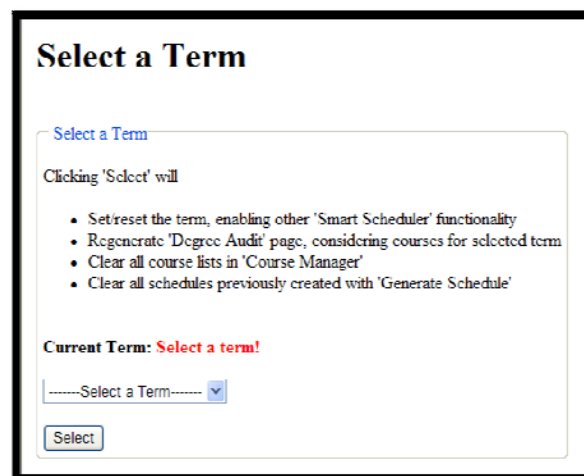 Select a Term
Select a Term
Clicking 'Select' will
• Set/reset the term, enabling other 'Smart Scheduler' functionality
• Regenerate 'Degree Audit' page, considering courses for selected term
• Clear all course lists in 'Course Manager'
• Clear all schedules previously created with 'Generate Schedule'
Current Term: Select a term!
-------Select a Term-------
Select